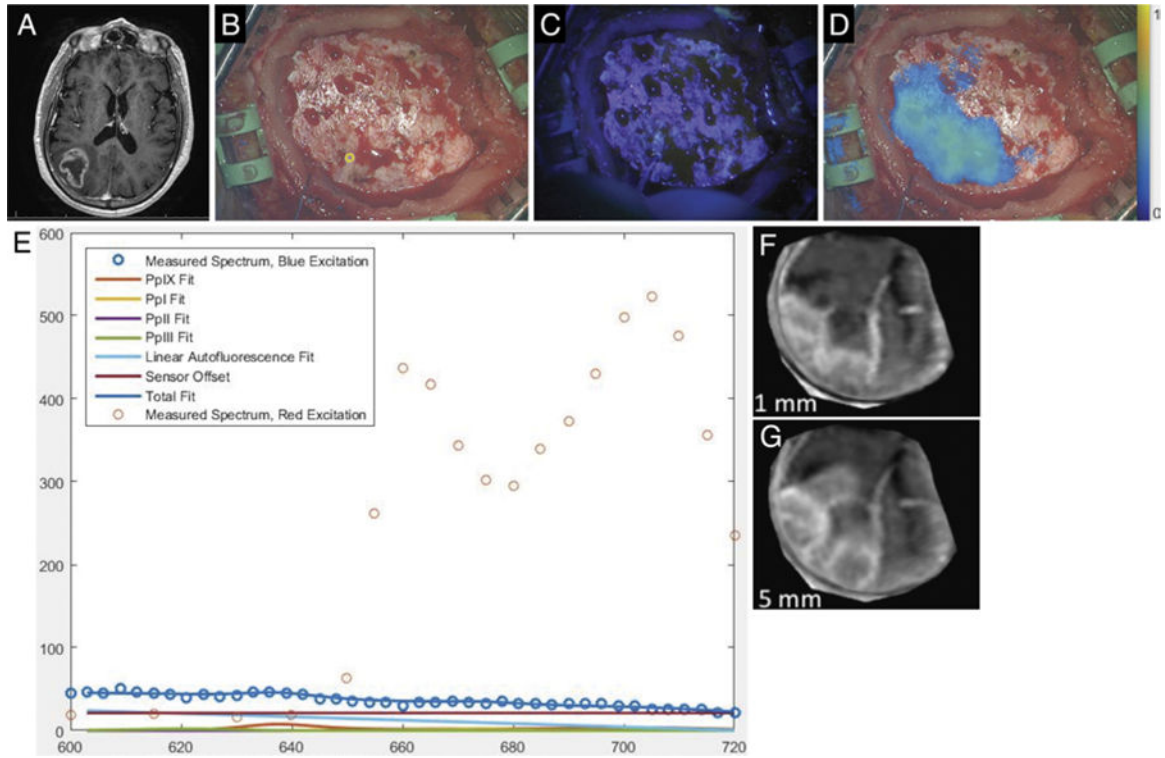 A
B
C
D
1
0
E
600
500
400
300
200
100
0
Measured Spectrum, Blue Excitation
PpIX Fit
PpI Fit
PpII Fit
PpIII Fit
Linear Autofluorescence Fit
Sensor Offset
Total Fit
Measured Spectrum, Red Excitation
600
620
640
660
680
700
720
F
1 mm
G
5 mm